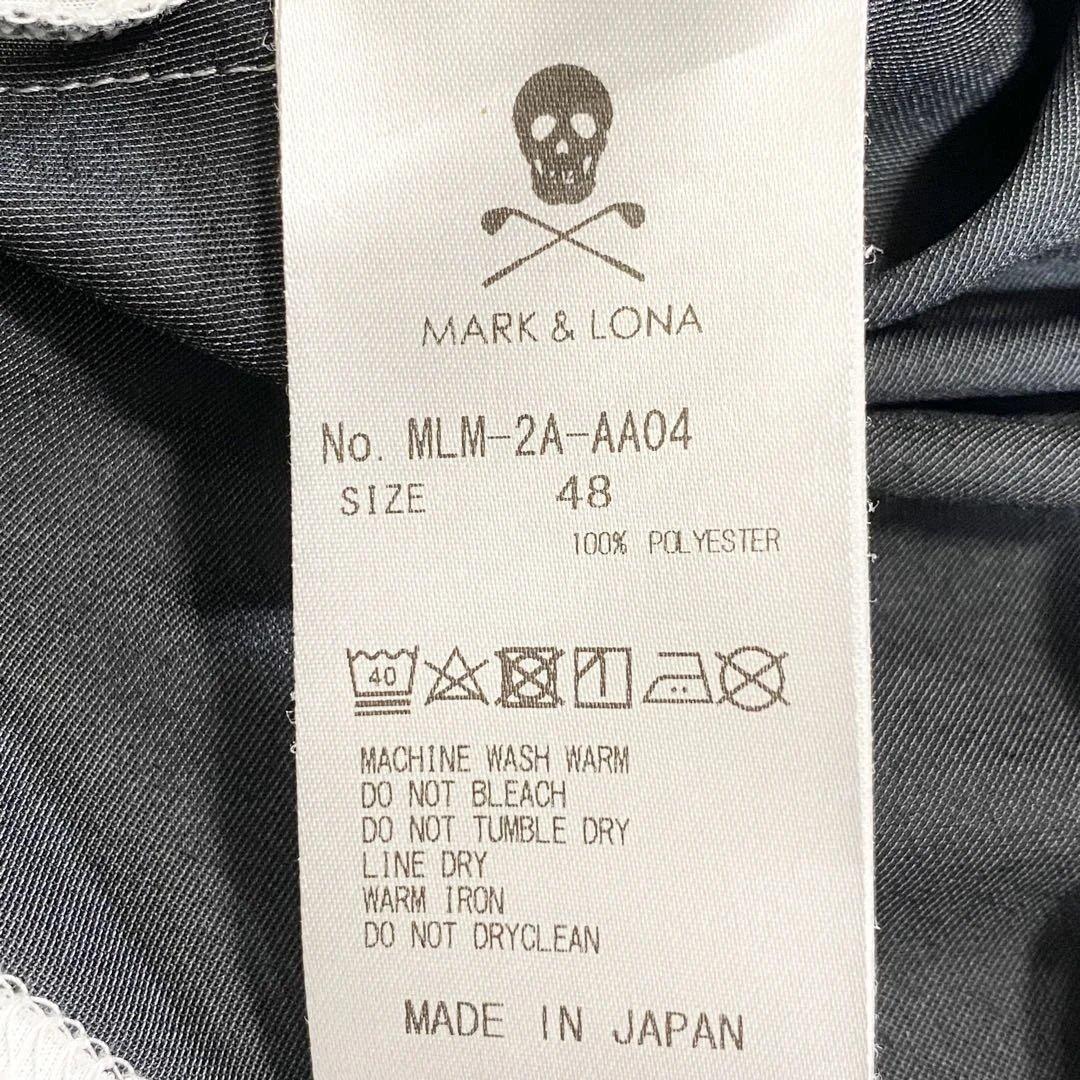 MARK & LONA
No. MLM-2A-AA04
SIZE 48
100% POLYESTER
40
MACHINE WASH WARM
DO NOT BLEACH
DO NOT TUMBLE DRY
LINE DRY
WARM IRON
DO NOT DRYCLEAN
MADE IN JAPAN